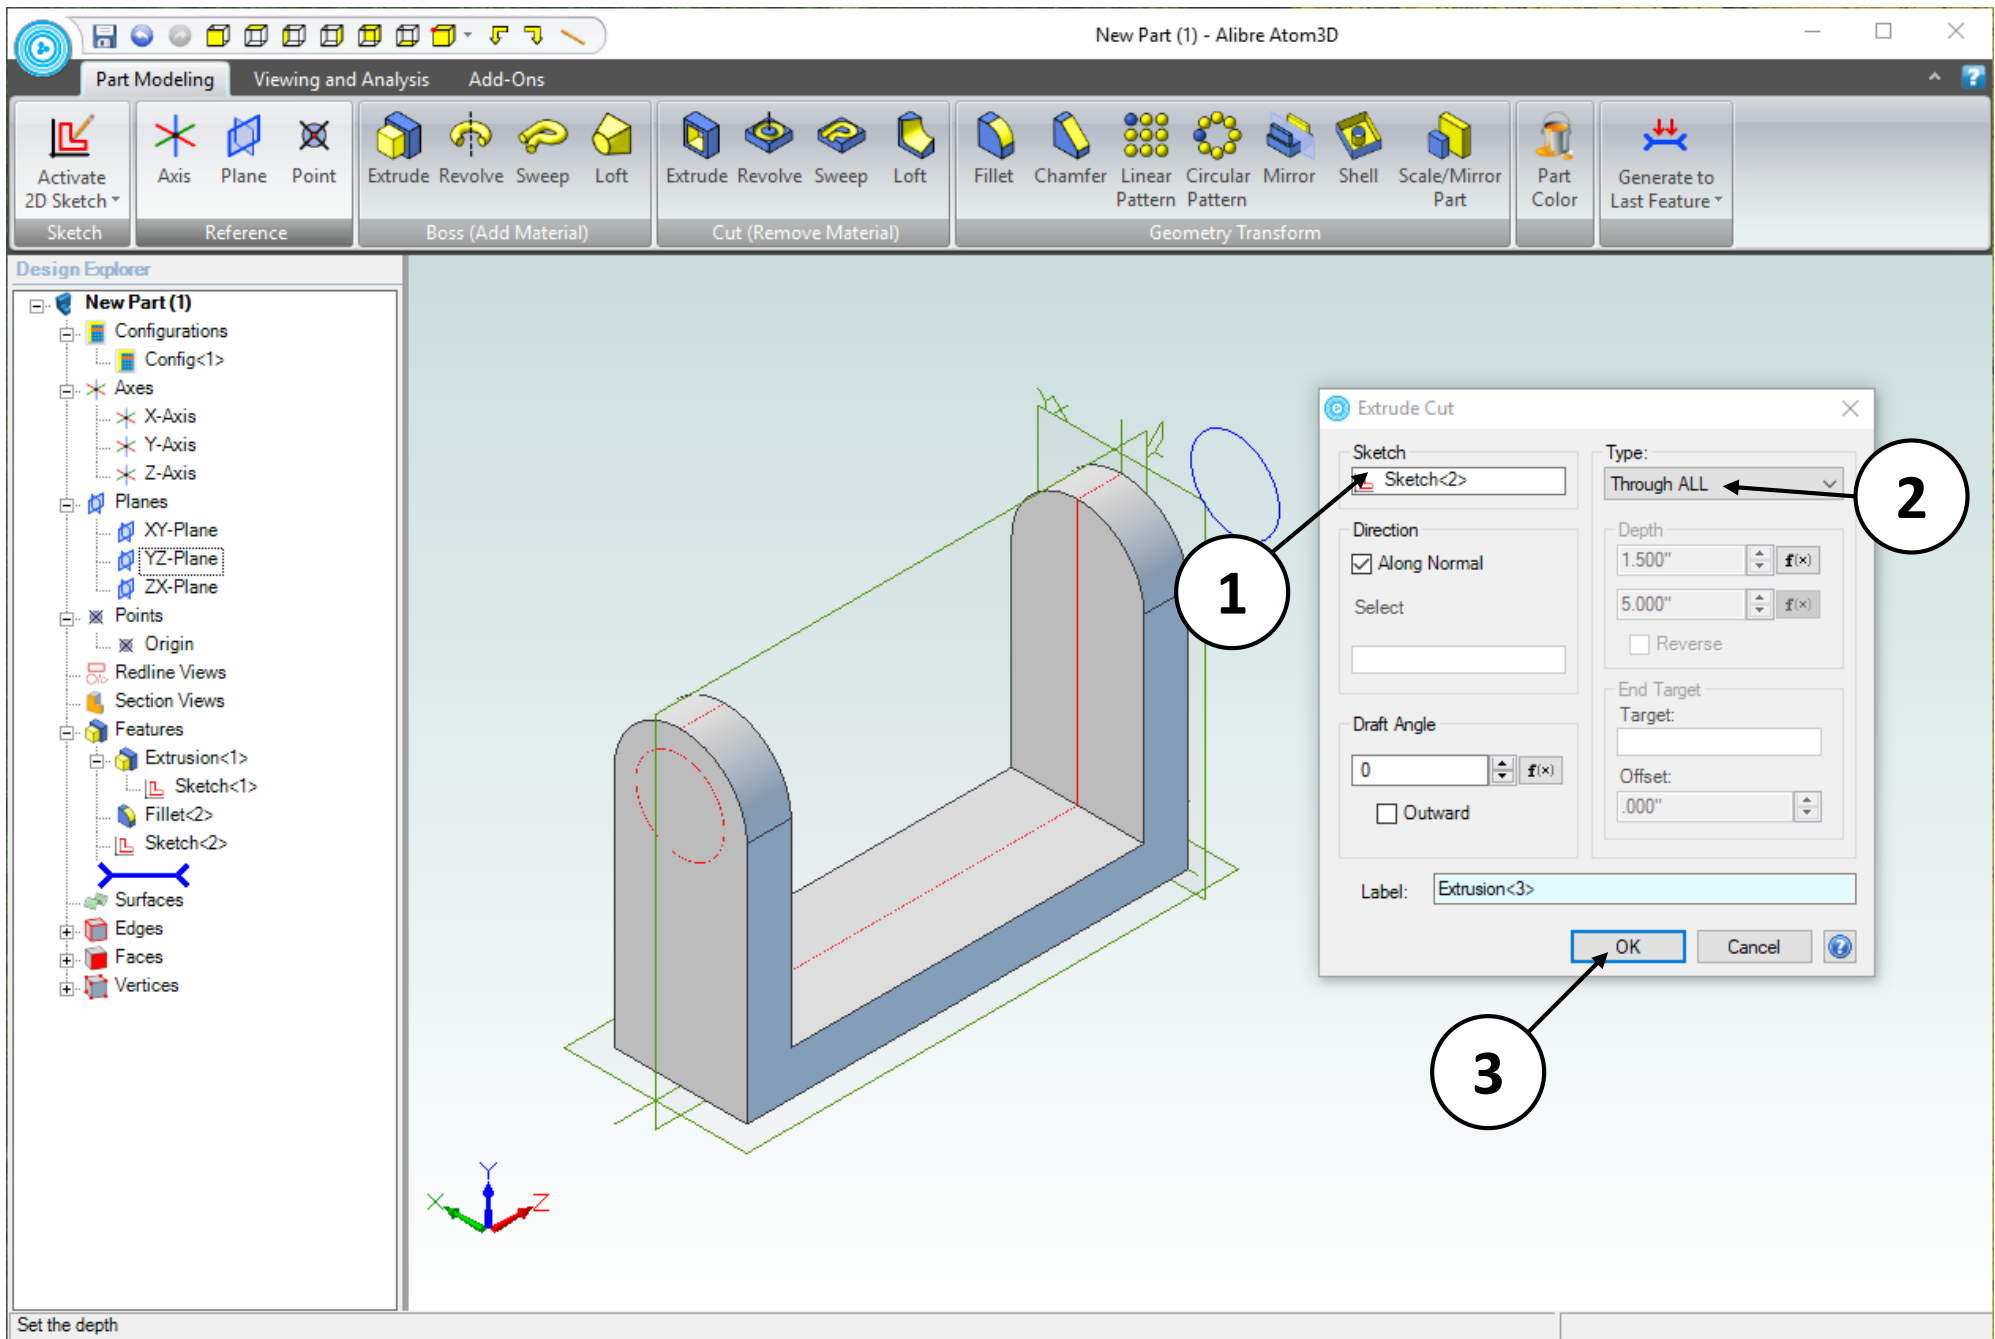 New Part (1) - Alibre Atom3D
Part Modeling Viewing and Analysis Add-Ons
Activate
2D Sketch
Axis Plane Point
Extrude Revolve Sweep Loft
Extrude Revolve Sweep Loft
Fillet Chamfer Linear
Pattern Circular
Pattern Mirror Shell Scale/Mirror
Part
Part
Color
Generate to
Last Feature
Sketch Reference Boss (Add Material) Cut (Remove Material) Geometry Transform
Design Explorer
New Part (1)
Configurations
Config<1>
Axes
X-Axis
Y-Axis
Z-Axis
Planes
XY-Plane
YZ-Plane
ZX-Plane
Points
Origin
Redline Views
Section Views
Features
Extrusion<1>
Sketch<1>
Fillet<2>
Sketch<2>
Surfaces
Edges
Faces
Vertices
X Y Z
Extrude Cut
Sketch
Sketch<2>
Direction
Along Normal
Select
Draft Angle
0
f(x)
Outward
Type:
Through ALL
Depth
1.500"
f(x)
5.000"
f(x)
Reverse
End Target
Target:
Offset:
.000"
Label: Extrusion<3>
OK Cancel ?
1
2
3
Set the depth